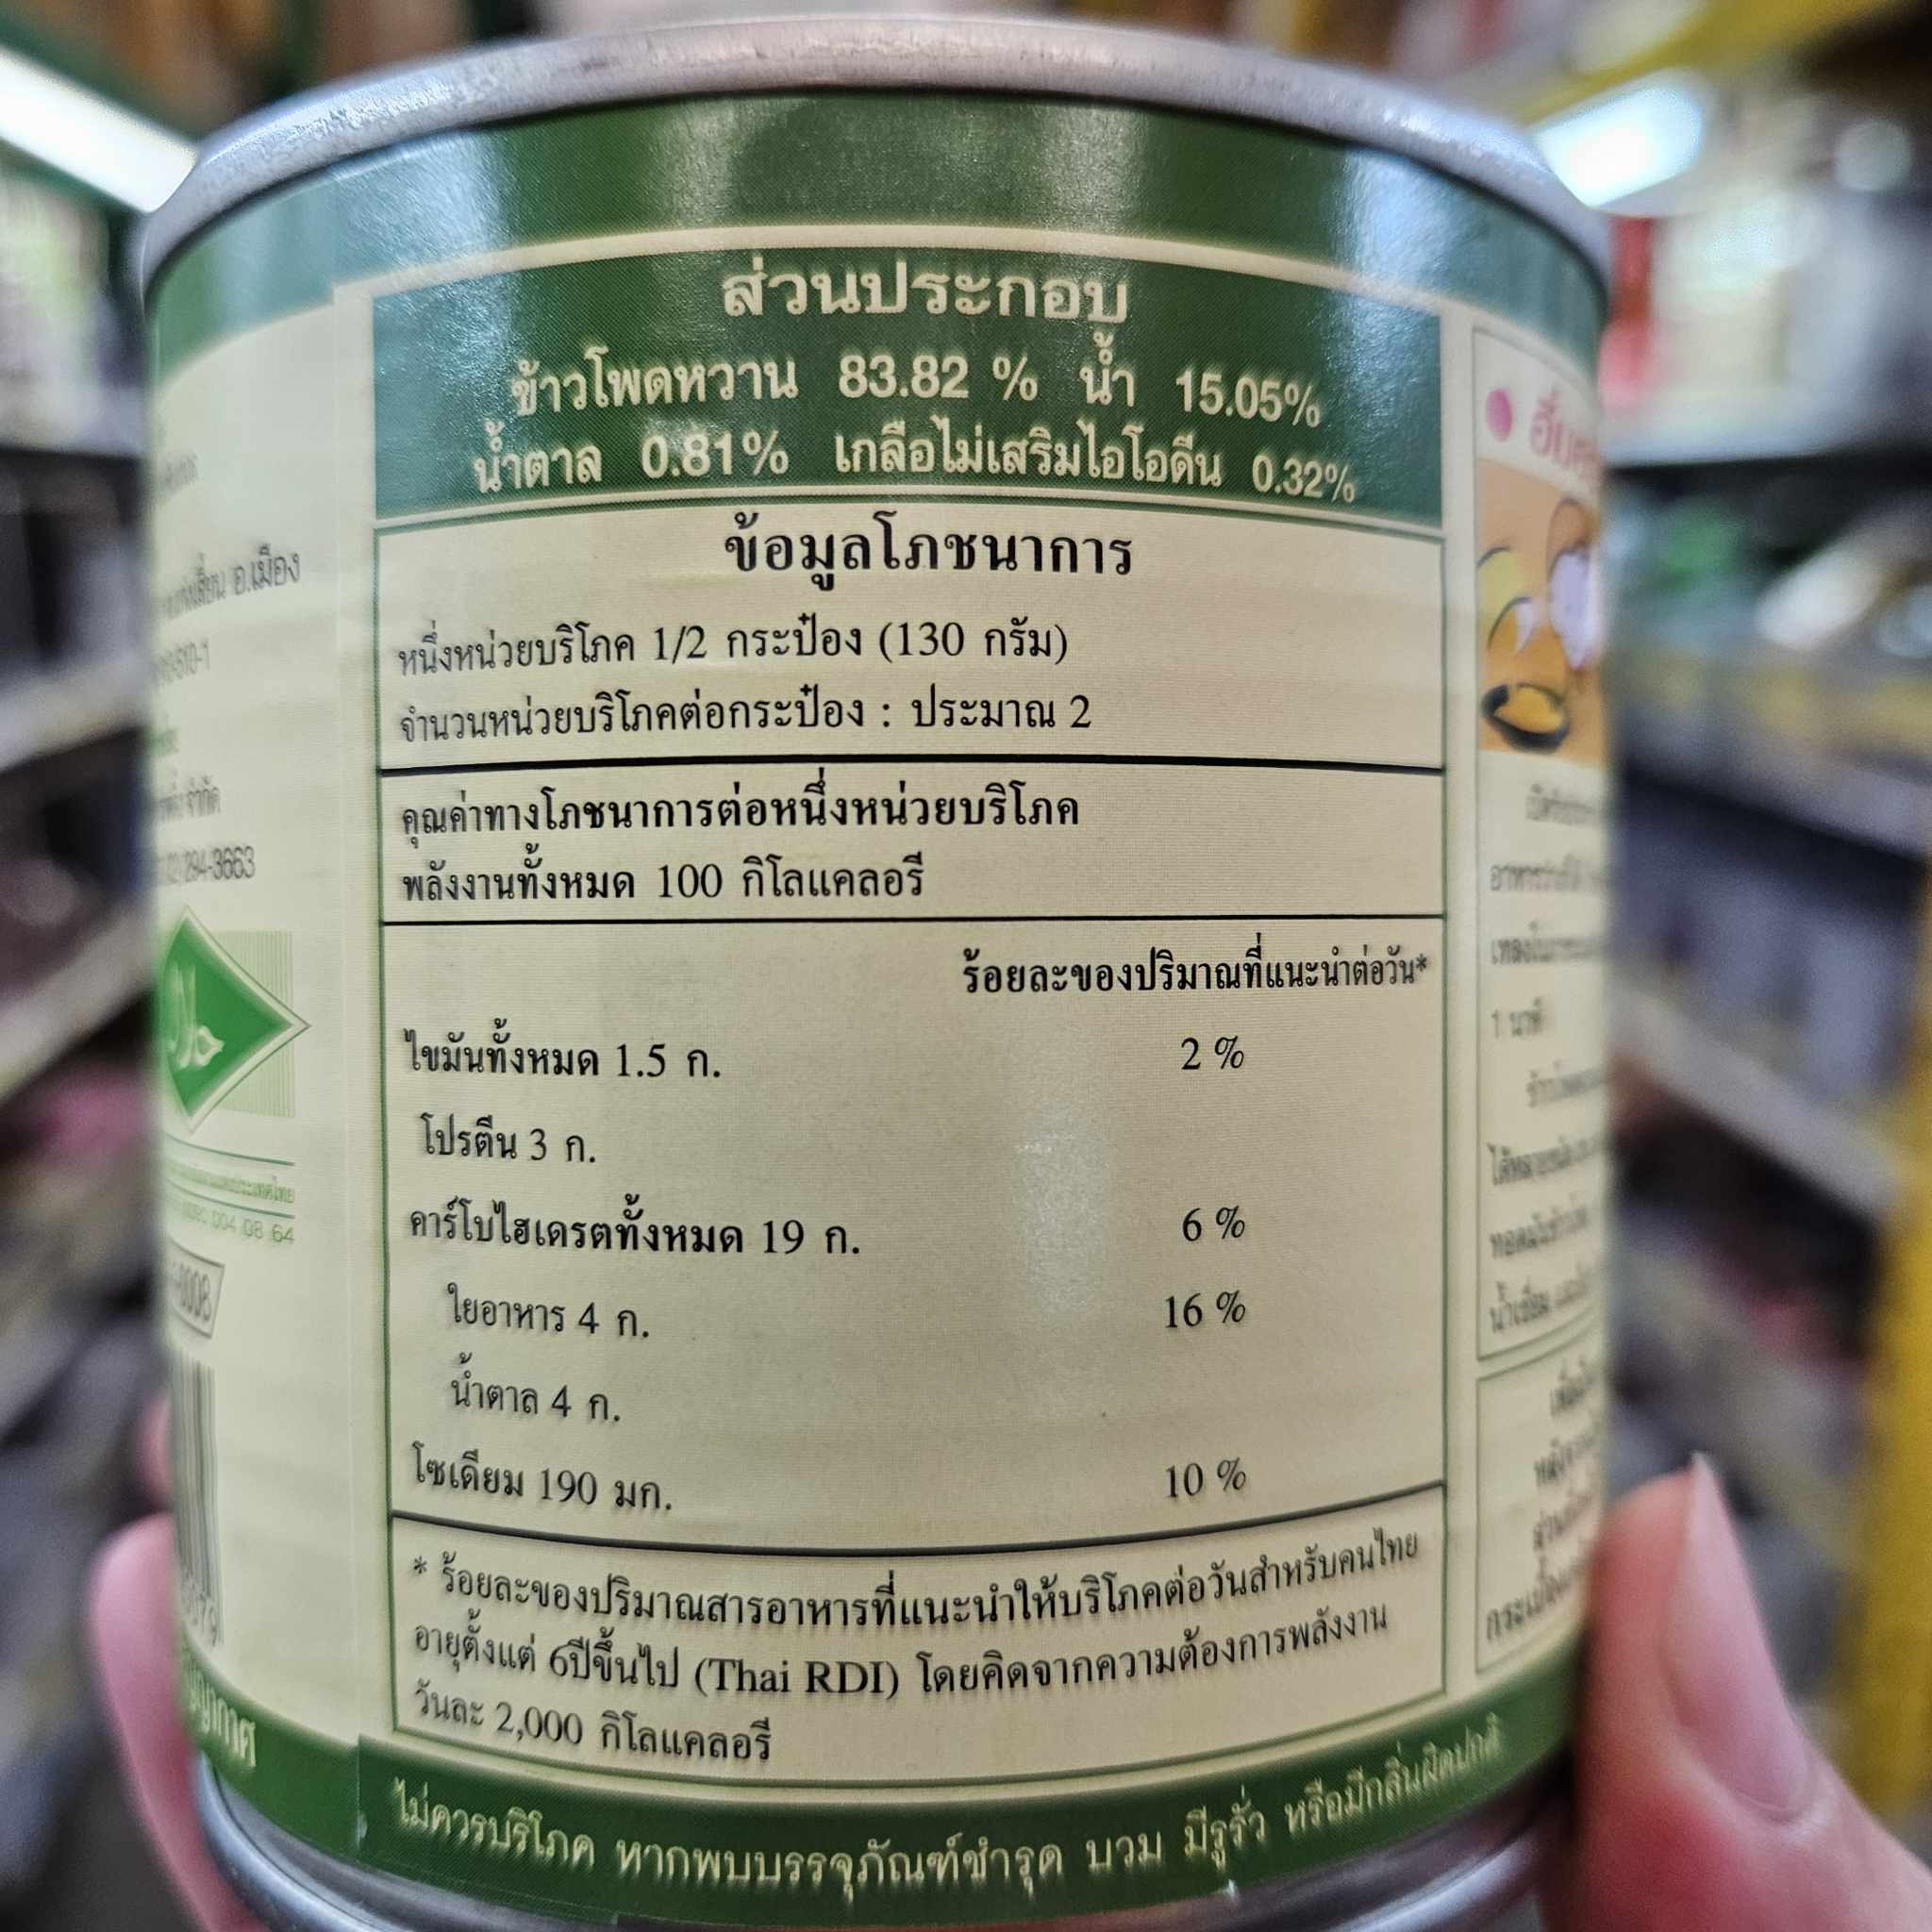 ส่วนประกอบ
ข้าวโพดหวาน 83.82 % น้ำ 15.05%
น้ำตาล 0.81% เกลือไม่เสริมไอโอดีน 0.32%
ข้อมูลโภชนาการ
หนึ่งหน่วยบริโภค 1/2 กระป๋อง (130 กรัม)
จำนวนหน่วยบริโภคต่อกระป๋อง : ประมาณ 2
คุณค่าทางโภชนาการต่อหนึ่งหน่วยบริโภค
พลังงานทั้งหมด 100 กิโลแคลอรี
ร้อยละของปริมาณที่แนะนำต่อวัน*
ไขมันทั้งหมด 1.5 ก. 2 %
โปรตีน 3 ก.
คาร์โบไฮเดรตทั้งหมด 19 ก. 6 %
ใยอาหาร 4 ก. 16 %
น้ำตาล 4 ก.
โซเดียม 190 มก. 10 %
* ร้อยละของปริมาณสารอาหารที่แนะนำให้บริโภคต่อวันสำหรับคนไทย
อายุตั้งแต่ 6ปีขึ้นไป (Thai RDI) โดยคิดจากความต้องการพลังงาน
วันละ 2,000 กิโลแคลอรี
ไม่ควรบริโภค หากพบบรรจุภัณฑ์ชำรุด บวม มีรูรั่ว หรือมีกลิ่นผิดปกติ
อ.เมือง
จำกัด
294-3663
004 08 64
1 นาที